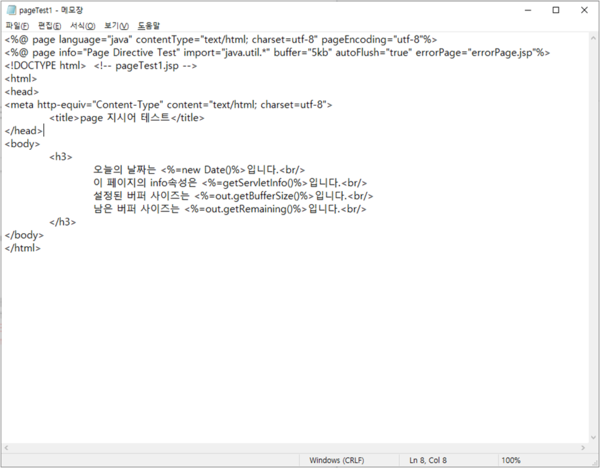 pageTest1 - 메모장
파일(F) 편집(E) 서식(O) 보기(V) 도움말
<%@ page language="java" contentType="text/html; charset=utf-8" pageEncoding="utf-8"%>
<%@ page info="Page Directive Test" import="java.util.*" buffer="5kb" autoFlush="true" errorPage="errorPage.jsp"%>
<!DOCTYPE html> <!-- pageTest1.jsp -->
<html>
<head>
<meta http-equiv="Content-Type" content="text/html; charset=utf-8">
<title>page 지시어 테스트</title>
</head>
<body>
<h3>
오늘의 날짜는 <%=new Date()%>입니다.<br/>
이 페이지의 info속성은 <%=getServletInfo()%>입니다.<br/>
설정된 버퍼 사이즈는 <%=out.getBufferSize()%>입니다.<br/>
남은 버퍼 사이즈는 <%=out.getRemaining()%>입니다.<br/>
</h3>
</body>
</html>
Windows (CRLF) Ln 8, Col 8 100%